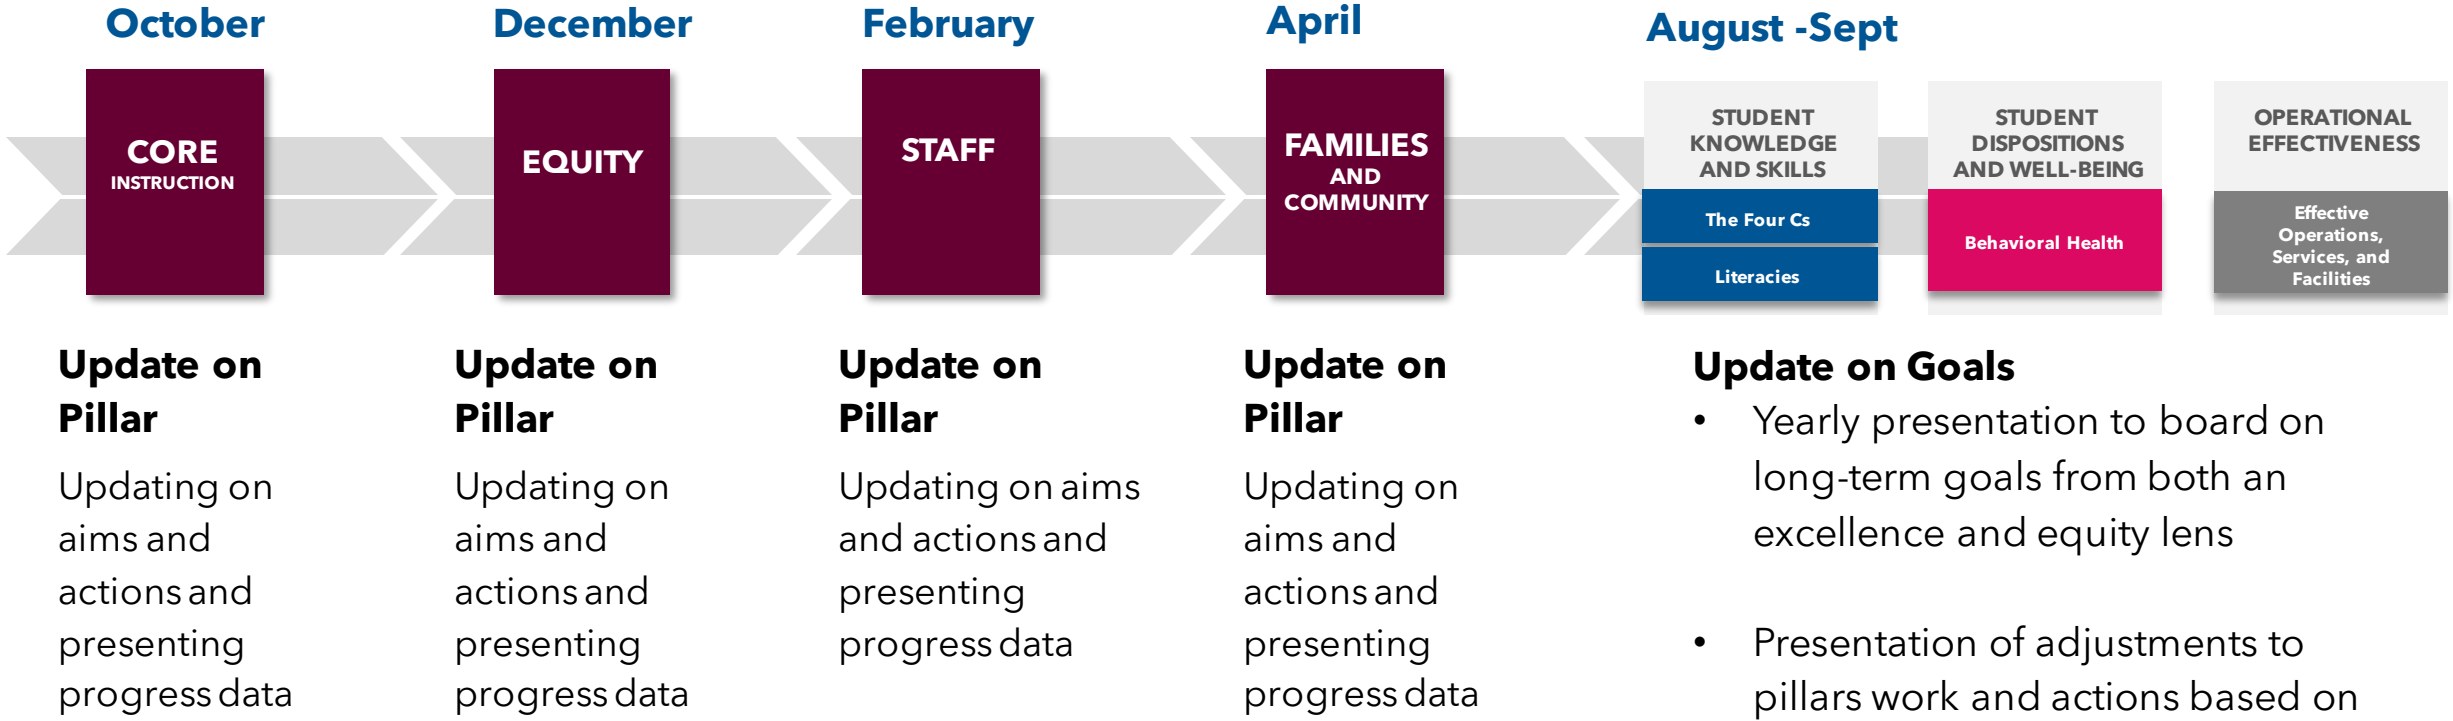 October
CORE
INSTRUCTION
Update on
Pillar
Updating on
aims and
actions and
presenting
progress data
December
EQUITY
Update on
Pillar
Updating on
aims and
actions and
presenting
progress data
February
STAFF
Update on
Pillar
Updating on aims
and actions and
presenting
progress data
April
FAMILIES
AND
COMMUNITY
Update on
Pillar
Updating on
aims and
actions and
presenting
progress data
August -Sept
STUDENT
KNOWLEDGE
AND SKILLS
The Four Cs
Literacies
STUDENT
DISPOSITIONS
AND WELL-BEING
Behavioral Health
OPERATIONAL
EFFECTIVENESS
Effective
Operations,
Services, and
Facilities
Update on Goals
• Yearly presentation to board on
long-term goals from both an
excellence and equity lens
• Presentation of adjustments to
pillars work and actions based on